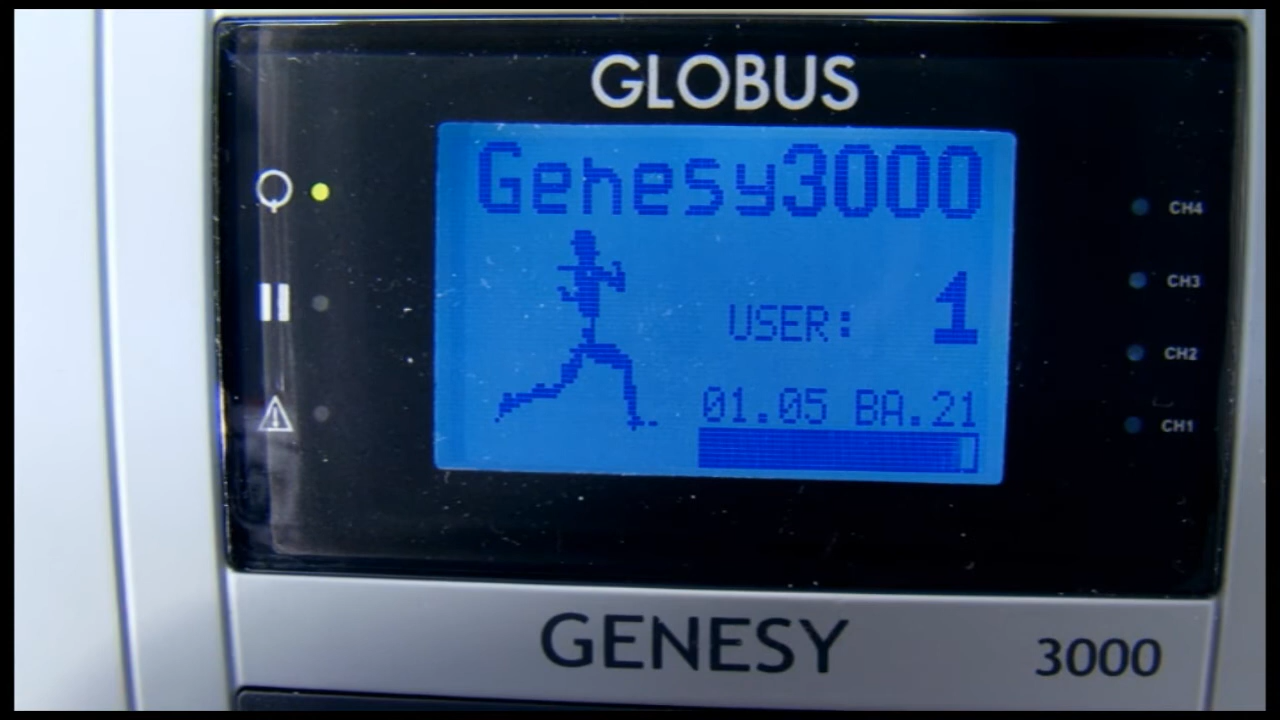 GLOBUS
Genesy3000
USER: 1
01.05 BA.21
CH4
CH3
CH2
CH1
GENESY 3000